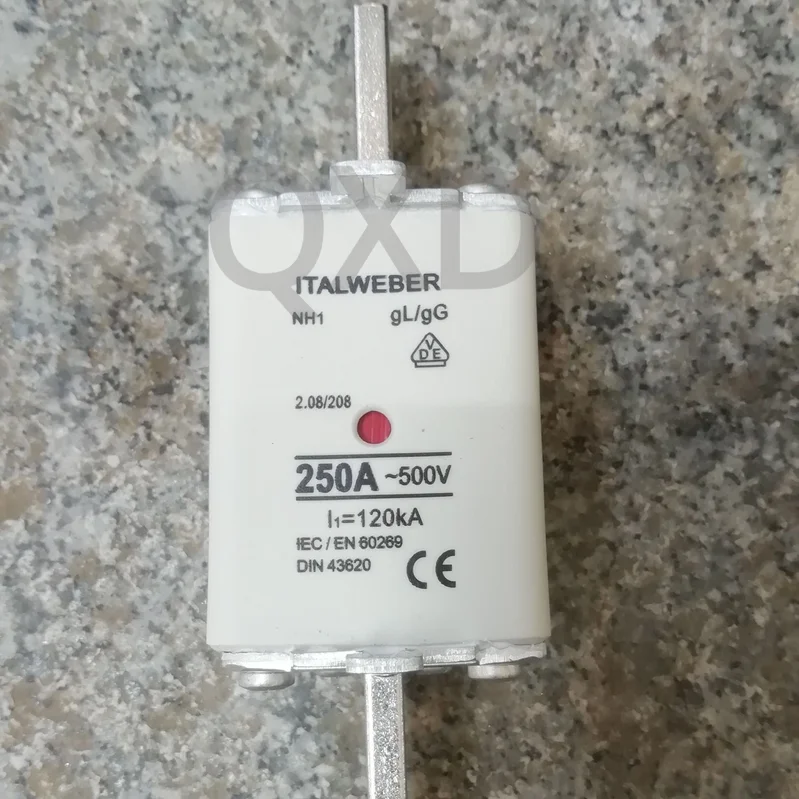 QXD
ITALWEBER
NH1 gL/gG
VDE
2.08/208
250A ~500V
I₁=120kA
IEC / EN 60269
DIN 43620 CE